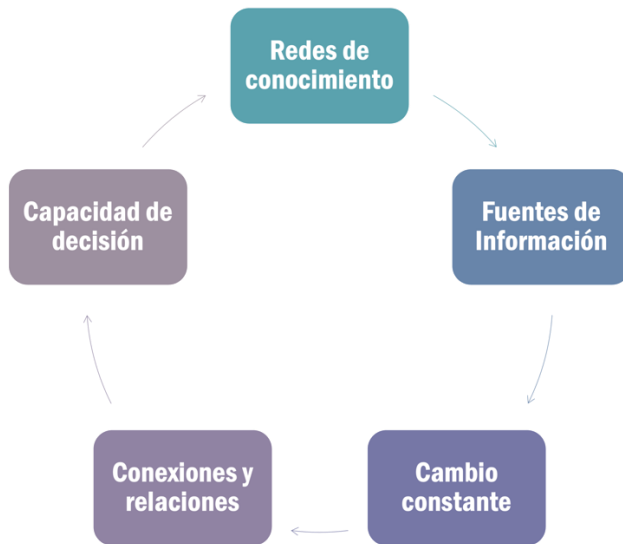 Redes de
conocimiento
Fuentes de
Información
Cambio
constante
Conexiones y
relaciones
Capacidad de
decisión